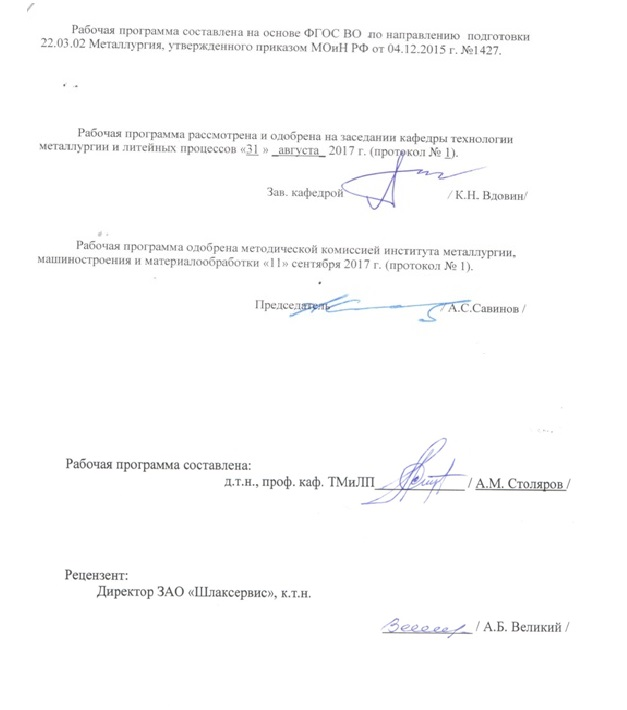 Рабочая программа составлена на основе ФГОС ВО по направлению подготовки
22.03.02 Металлургия, утвержденного приказом МОиН РФ от 04.12.2015 г. №1427.
Рабочая программа рассмотрена и одобрена на заседании кафедры технологии
металлургии и литейных процессов «31 » _августа_ 2017 г. (протокол № 1).
Зав. кафедрой / К.Н. Вдовин/
Рабочая программа одобрена методической комиссией института металлургии,
машиностроения и материалообработки «11» сентября 2017 г. (протокол № 1).
Председатель / А.С.Савинов /
Рабочая программа составлена:
д.т.н., проф. каф. ТМиЛП_____________ / А.М. Столяров /
Рецензент:
Директор ЗАО «Шлаксервис», к.т.н.
_____________ / А.Б. Великий /